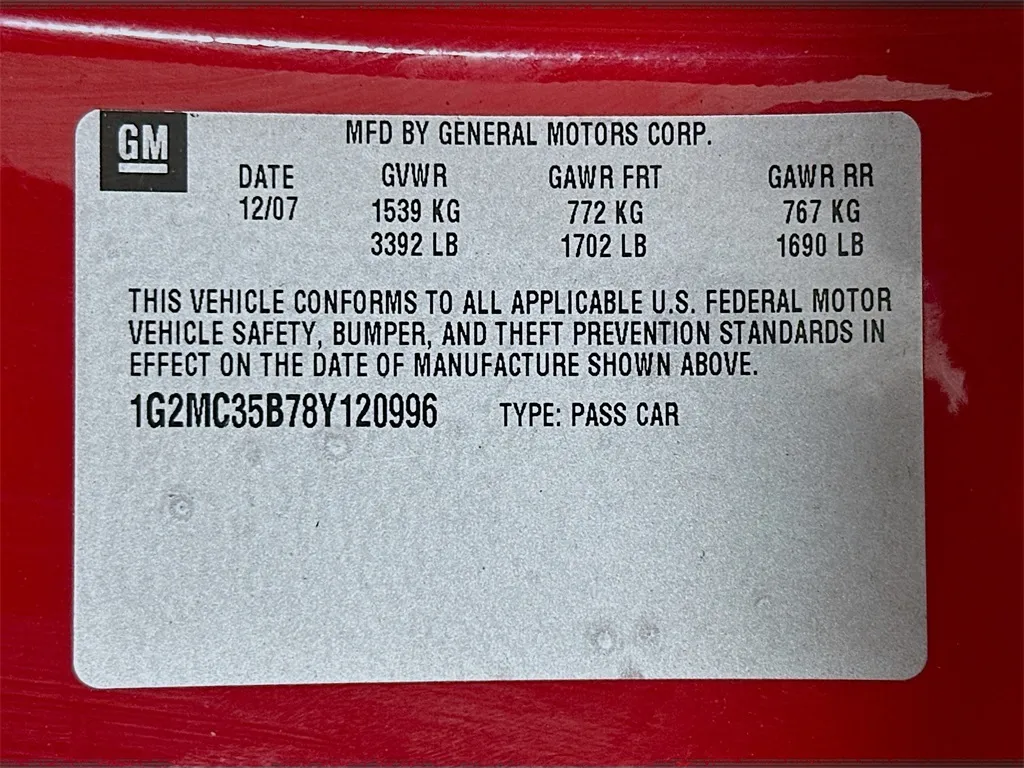 GM
MFD BY GENERAL MOTORS CORP.
DATE GVWR GAWR FRT GAWR RR
12/07 1539 KG 772 KG 767 KG
3392 LB 1702 LB 1690 LB
THIS VEHICLE CONFORMS TO ALL APPLICABLE U.S. FEDERAL MOTOR
VEHICLE SAFETY, BUMPER, AND THEFT PREVENTION STANDARDS IN
EFFECT ON THE DATE OF MANUFACTURE SHOWN ABOVE.
1G2MC35B78Y120996 TYPE: PASS CAR